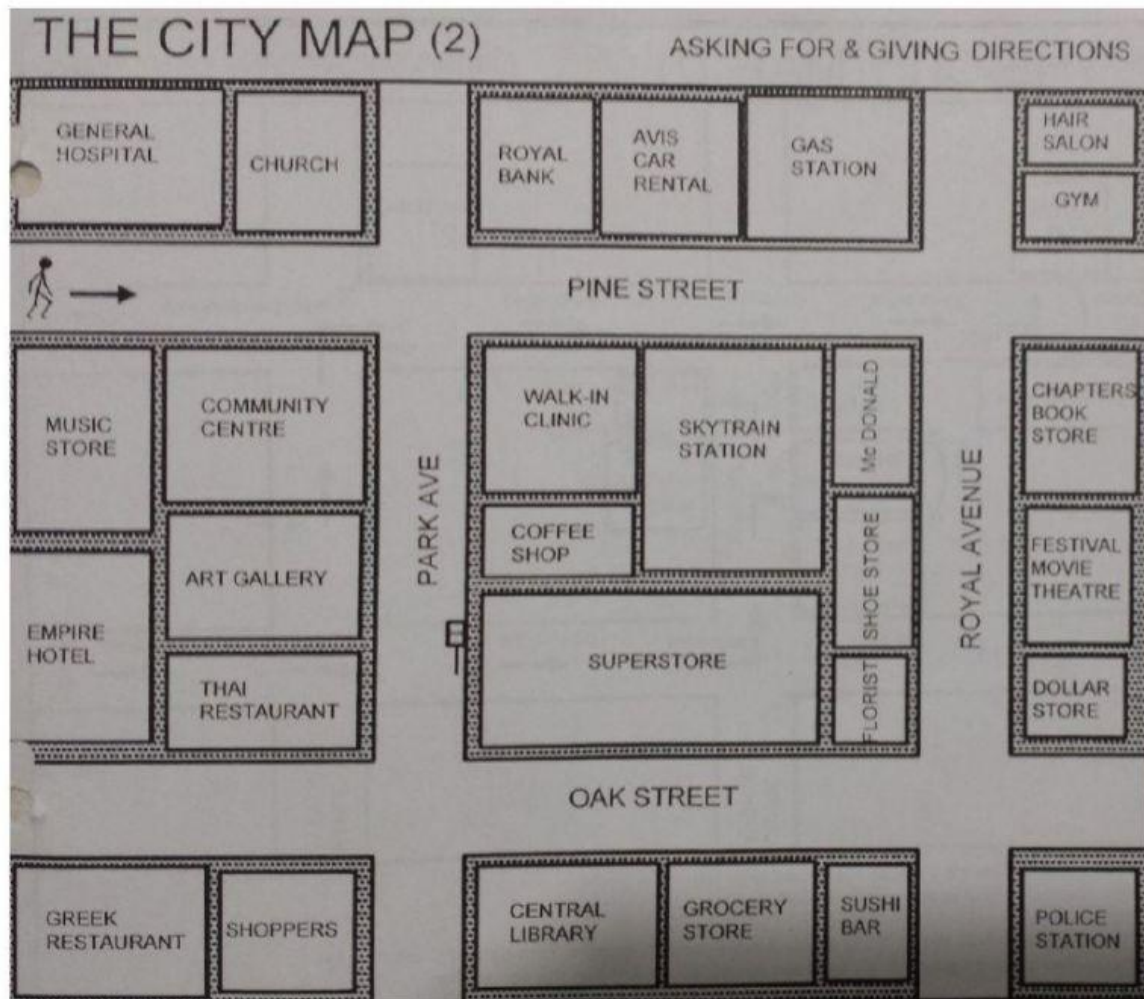 THE CITY MAP (2)
ASKING FOR & GIVING DIRECTIONS
GENERAL
HOSPITAL
CHURCH
ROYAL
BANK
AVIS
CAR
RENTAL
GAS
STATION
HAIR
SALON
GYM
PINE STREET
MUSIC
STORE
COMMUNITY
CENTRE
WALK-IN
CLINIC
SKYTRAIN
STATION
Mc DONALD
CHAPTERS
BOOK
STORE
PARK AVE
ROYAL AVENUE
COFFEE
SHOP
SHOE STORE
FESTIVAL
MOVIE
THEATRE
ART GALLERY
EMPIRE
HOTEL
THAI
RESTAURANT
SUPERSTORE
FLORIST
DOLLAR
STORE
OAK STREET
GREEK
RESTAURANT
SHOPPERS
CENTRAL
LIBRARY
GROCERY
STORE
SUSHI
BAR
POLICE
STATION